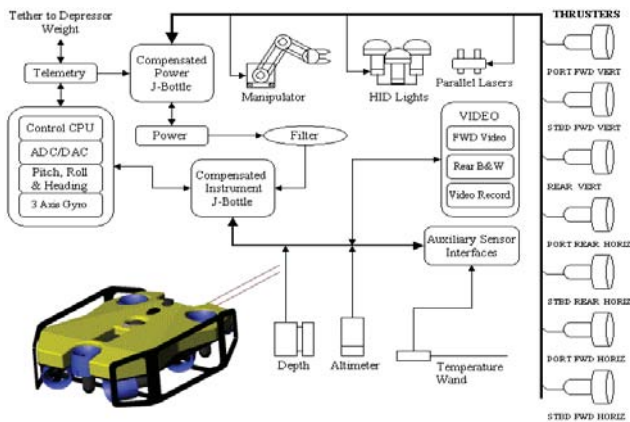 Tether to Depressor
Weight
Telemetry
Control CPU
ADC/DAC
Pitch, Roll
& Heading
3 Axis Gyro
Compensated
Power
J-Bottle
Power
Filter
Compensated
Instrument
J-Bottle
Manipulator
HID Lights
Parallel Lasers
VIDEO
FWD Video
Rear B&W
Video Record
Auxiliary Sensor
Interfaces
Depth
Altimeter
Temperature
Wand
THRUSTERS
PORT FWD VERT
STBD FWD VERT
REAR VERT
PORT REAR HORIZ
STBD REAR HORIZ
PORT FWD HORIZ
STBD FWD HORIZ